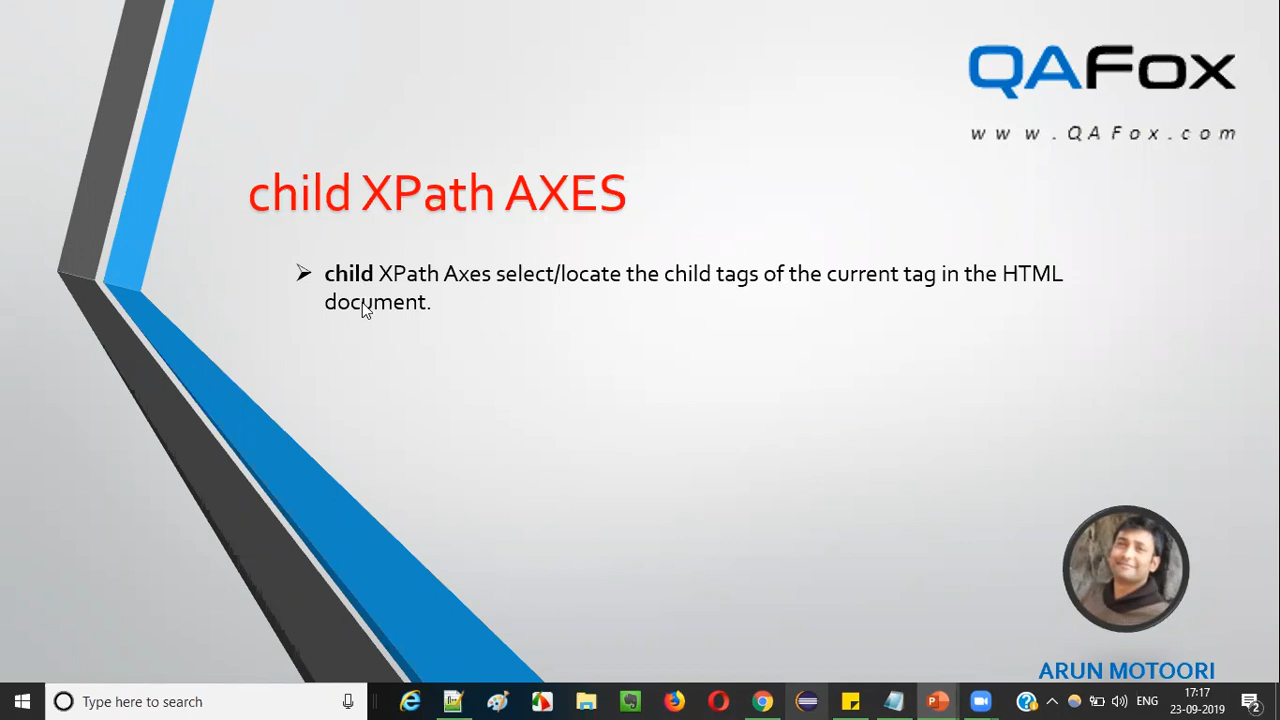 QAFox
www.QAFox.com
child XPath AXES
➢ child XPath Axes select/locate the child tags of the current tag in the HTML
document.
ARUN MOTOORI
Type here to search
ENG
17:17
23-09-2019
2